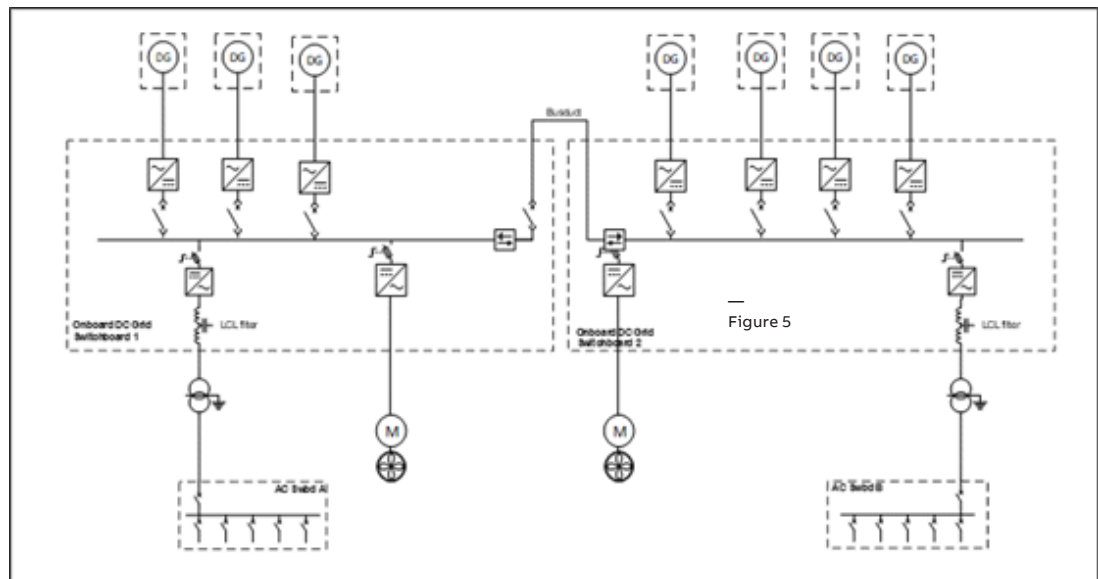 DG DG DG DG DG DG DG
Busduct
LCL filter
Onboard DC Grid
Switchboard 1
—
Figure 5
Onboard DC Grid
Switchboard 2
LCL filter
M M
AC Swbd A
AC Swbd B